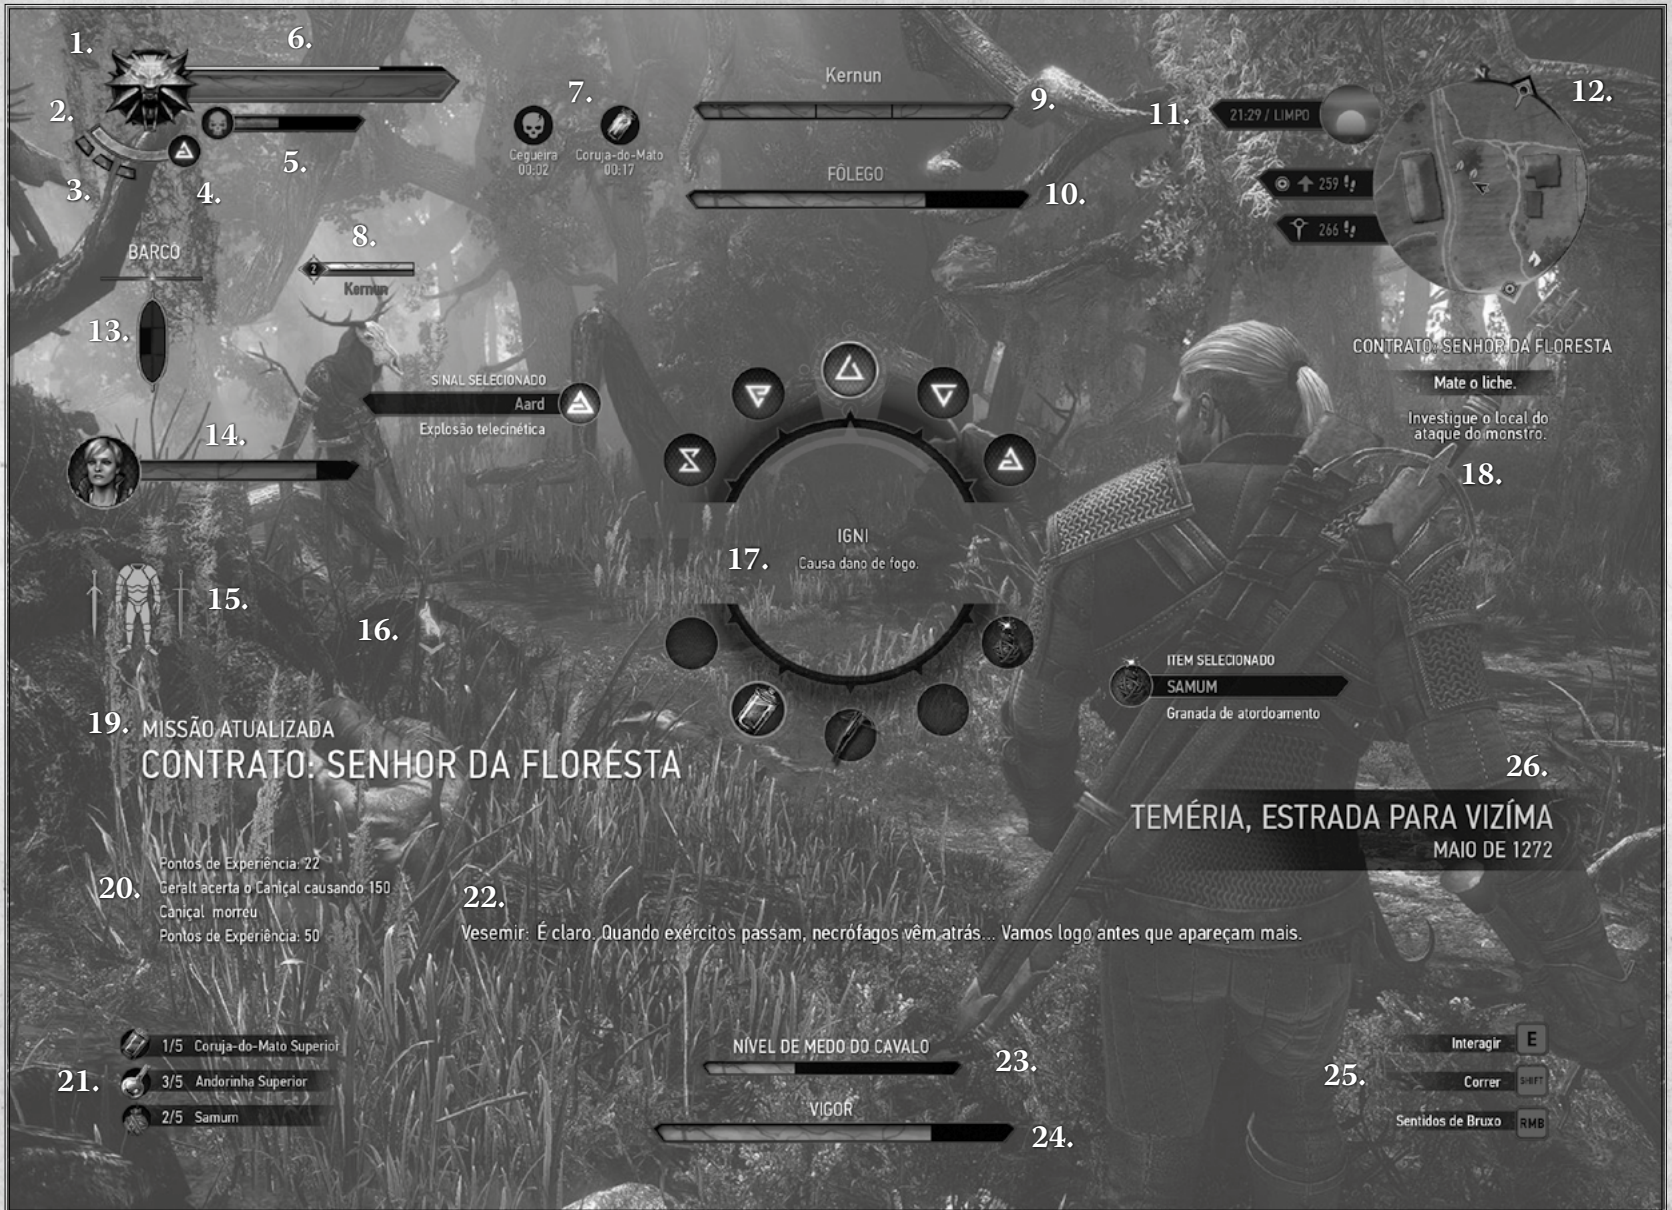 1.
6.
2.
3.
4.
5.
7.
Cegueira
00:02
Coruja-do-Mato
00:17
Kernun
9.
FÔLEGO
10.
11.
21:29 / LIMPO
N
12.
259
266
BARCO
8.
2
Kernun
13.
SINAL SELECIONADO
Aard
Explosão telecinética
14.
CONTRATO: SENHOR DA FLORESTA
Mate o liche.
Investigue o local do
ataque do monstro.
18.
IGNI
Causa dano de fogo.
17.
15.
16.
ITEM SELECIONADO
SAMUM
Granada de atordoamento
19.
MISSÃO ATUALIZADA
CONTRATO: SENHOR DA FLORESTA
26.
TEMÉRIA, ESTRADA PARA VIZÍMA
MAIO DE 1272
20.
Pontos de Experiência: 22
Geralt acerta o Caniçal causando 150
Caniçal morreu
Pontos de Experiência: 50
22.
Vesemir: É claro. Quando exércitos passam, necrófagos vêm atrás... Vamos logo antes que apareçam mais.
21.
1/5 Coruja-do-Mato Superior
3/5 Andorinha Superior
2/5 Samum
NÍVEL DE MEDO DO CAVALO
23.
VIGOR
24.
25.
Interagir E
Correr SHIFT
Sentidos de Bruxo RMB